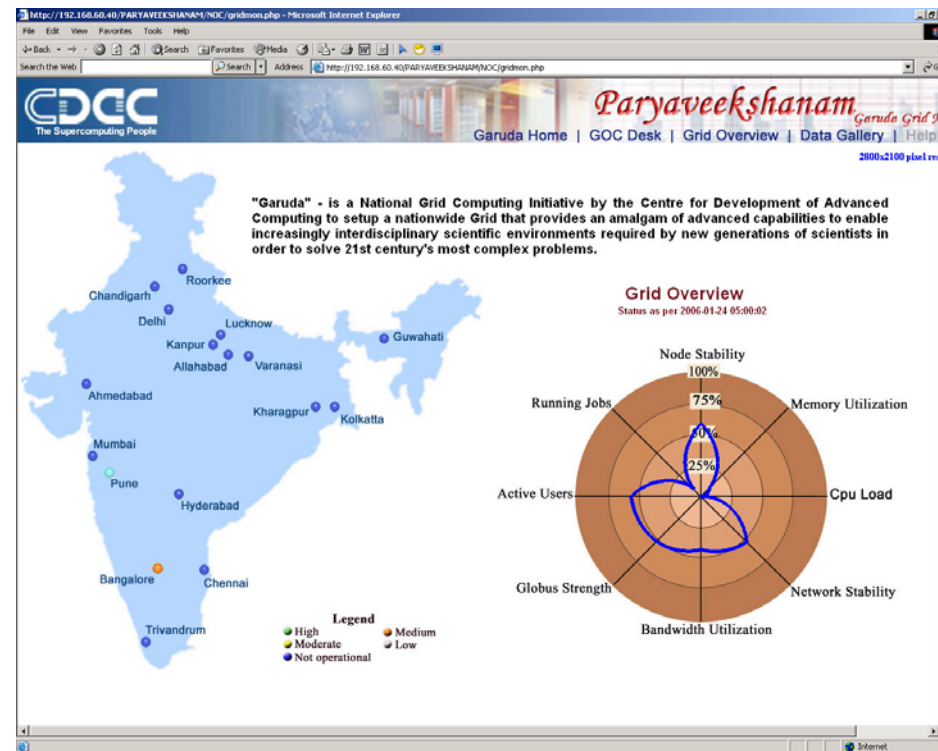 http://192.168.60.40/PARYAVEEKSHANAM/NOC/gridmon.php - Microsoft Internet Explorer
File Edit View Favorites Tools Help
Back Search Favorites Media
Search the Web Search Address http://192.168.60.40/PARYAVEEKSHANAM/NOC/gridmon.php
CDAC
The Supercomputing People
Paryaveekshanam
Garuda Grid
Garuda Home | GOC Desk | Grid Overview | Data Gallery | Help
2800x2100 pixel
"Garuda" - is a National Grid Computing Initiative by the Centre for Development of Advanced
Computing to setup a nationwide Grid that provides an amalgam of advanced capabilities to enable
increasingly interdisciplinary scientific environments required by new generations of scientists in
order to solve 21st century's most complex problems.
Roorkee
Chandigarh
Delhi
Lucknow
Kanpur
Allahabad
Varanasi
Guwahati
Ahmedabad
Kharagpur
Kolkatta
Mumbai
Pune
Hyderabad
Bangalore
Chennai
Trivandrum
Legend
High Medium
Moderate Low
Not operational
Grid Overview
Status as per 2006-01-24 05:00:02
Node Stability
100%
75%
50%
25%
Running Jobs
Memory Utilization
Active Users
Cpu Load
Globus Strength
Network Stability
Bandwidth Utilization
Internet